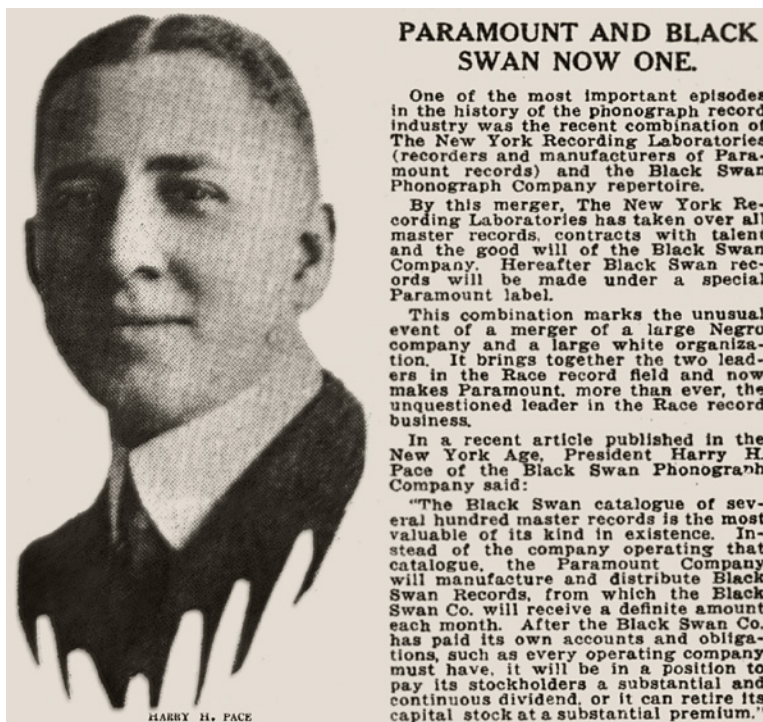 PARAMOUNT AND BLACK
SWAN NOW ONE.
One of the most important episodes
in the history of the phonograph record
industry was the recent combination of
The New York Recording Laboratories
(recorders and manufacturers of Para-
mount records) and the Black Swan
Phonograph Company repertoire.
By this merger, The New York Re-
cording Laboratories has taken over all
master records, contracts with talent
and the good will of the Black Swan
Company. Hereafter Black Swan rec-
ords will be made under a special
Paramount label.
This combination marks the unusual
event of a merger of a large Negro
company and a large white organiza-
tion. It brings together the two lead-
ers in the Race record field and now
makes Paramount, more than ever, the
unquestioned leader in the Race record
business.
In a recent article published in the
New York Age, President Harry H.
Pace of the Black Swan Phonograph
Company said:
"The Black Swan catalogue of sev-
eral hundred master records is the most
valuable of its kind in existence. In-
stead of the company operating that
catalogue, the Paramount Company
will manufacture and distribute Black
Swan Records, from which the Black
Swan Co. will receive a definite amount
each month. After the Black Swan Co.
has paid its own accounts and obliga-
tions, such as every operating company
must have, it will be in a position to
pay its stockholders a substantial and
continuous dividend, or it can retire its
capital stock at a substantial premium."
HARRY H. PACE